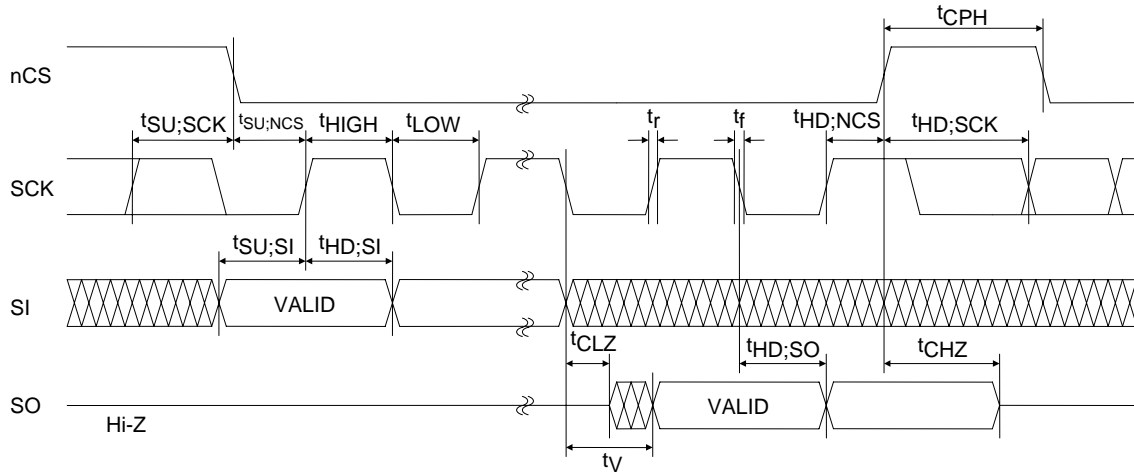 tCPH
nCS
tSU;SCK tSU;NCS tHIGH tLOW tr tf tHD;NCS tHD;SCK
SCK
tSU;SI tHD;SI
SI VALID
tCLZ tHD;SO tCHZ
SO VALID
Hi-Z
tV